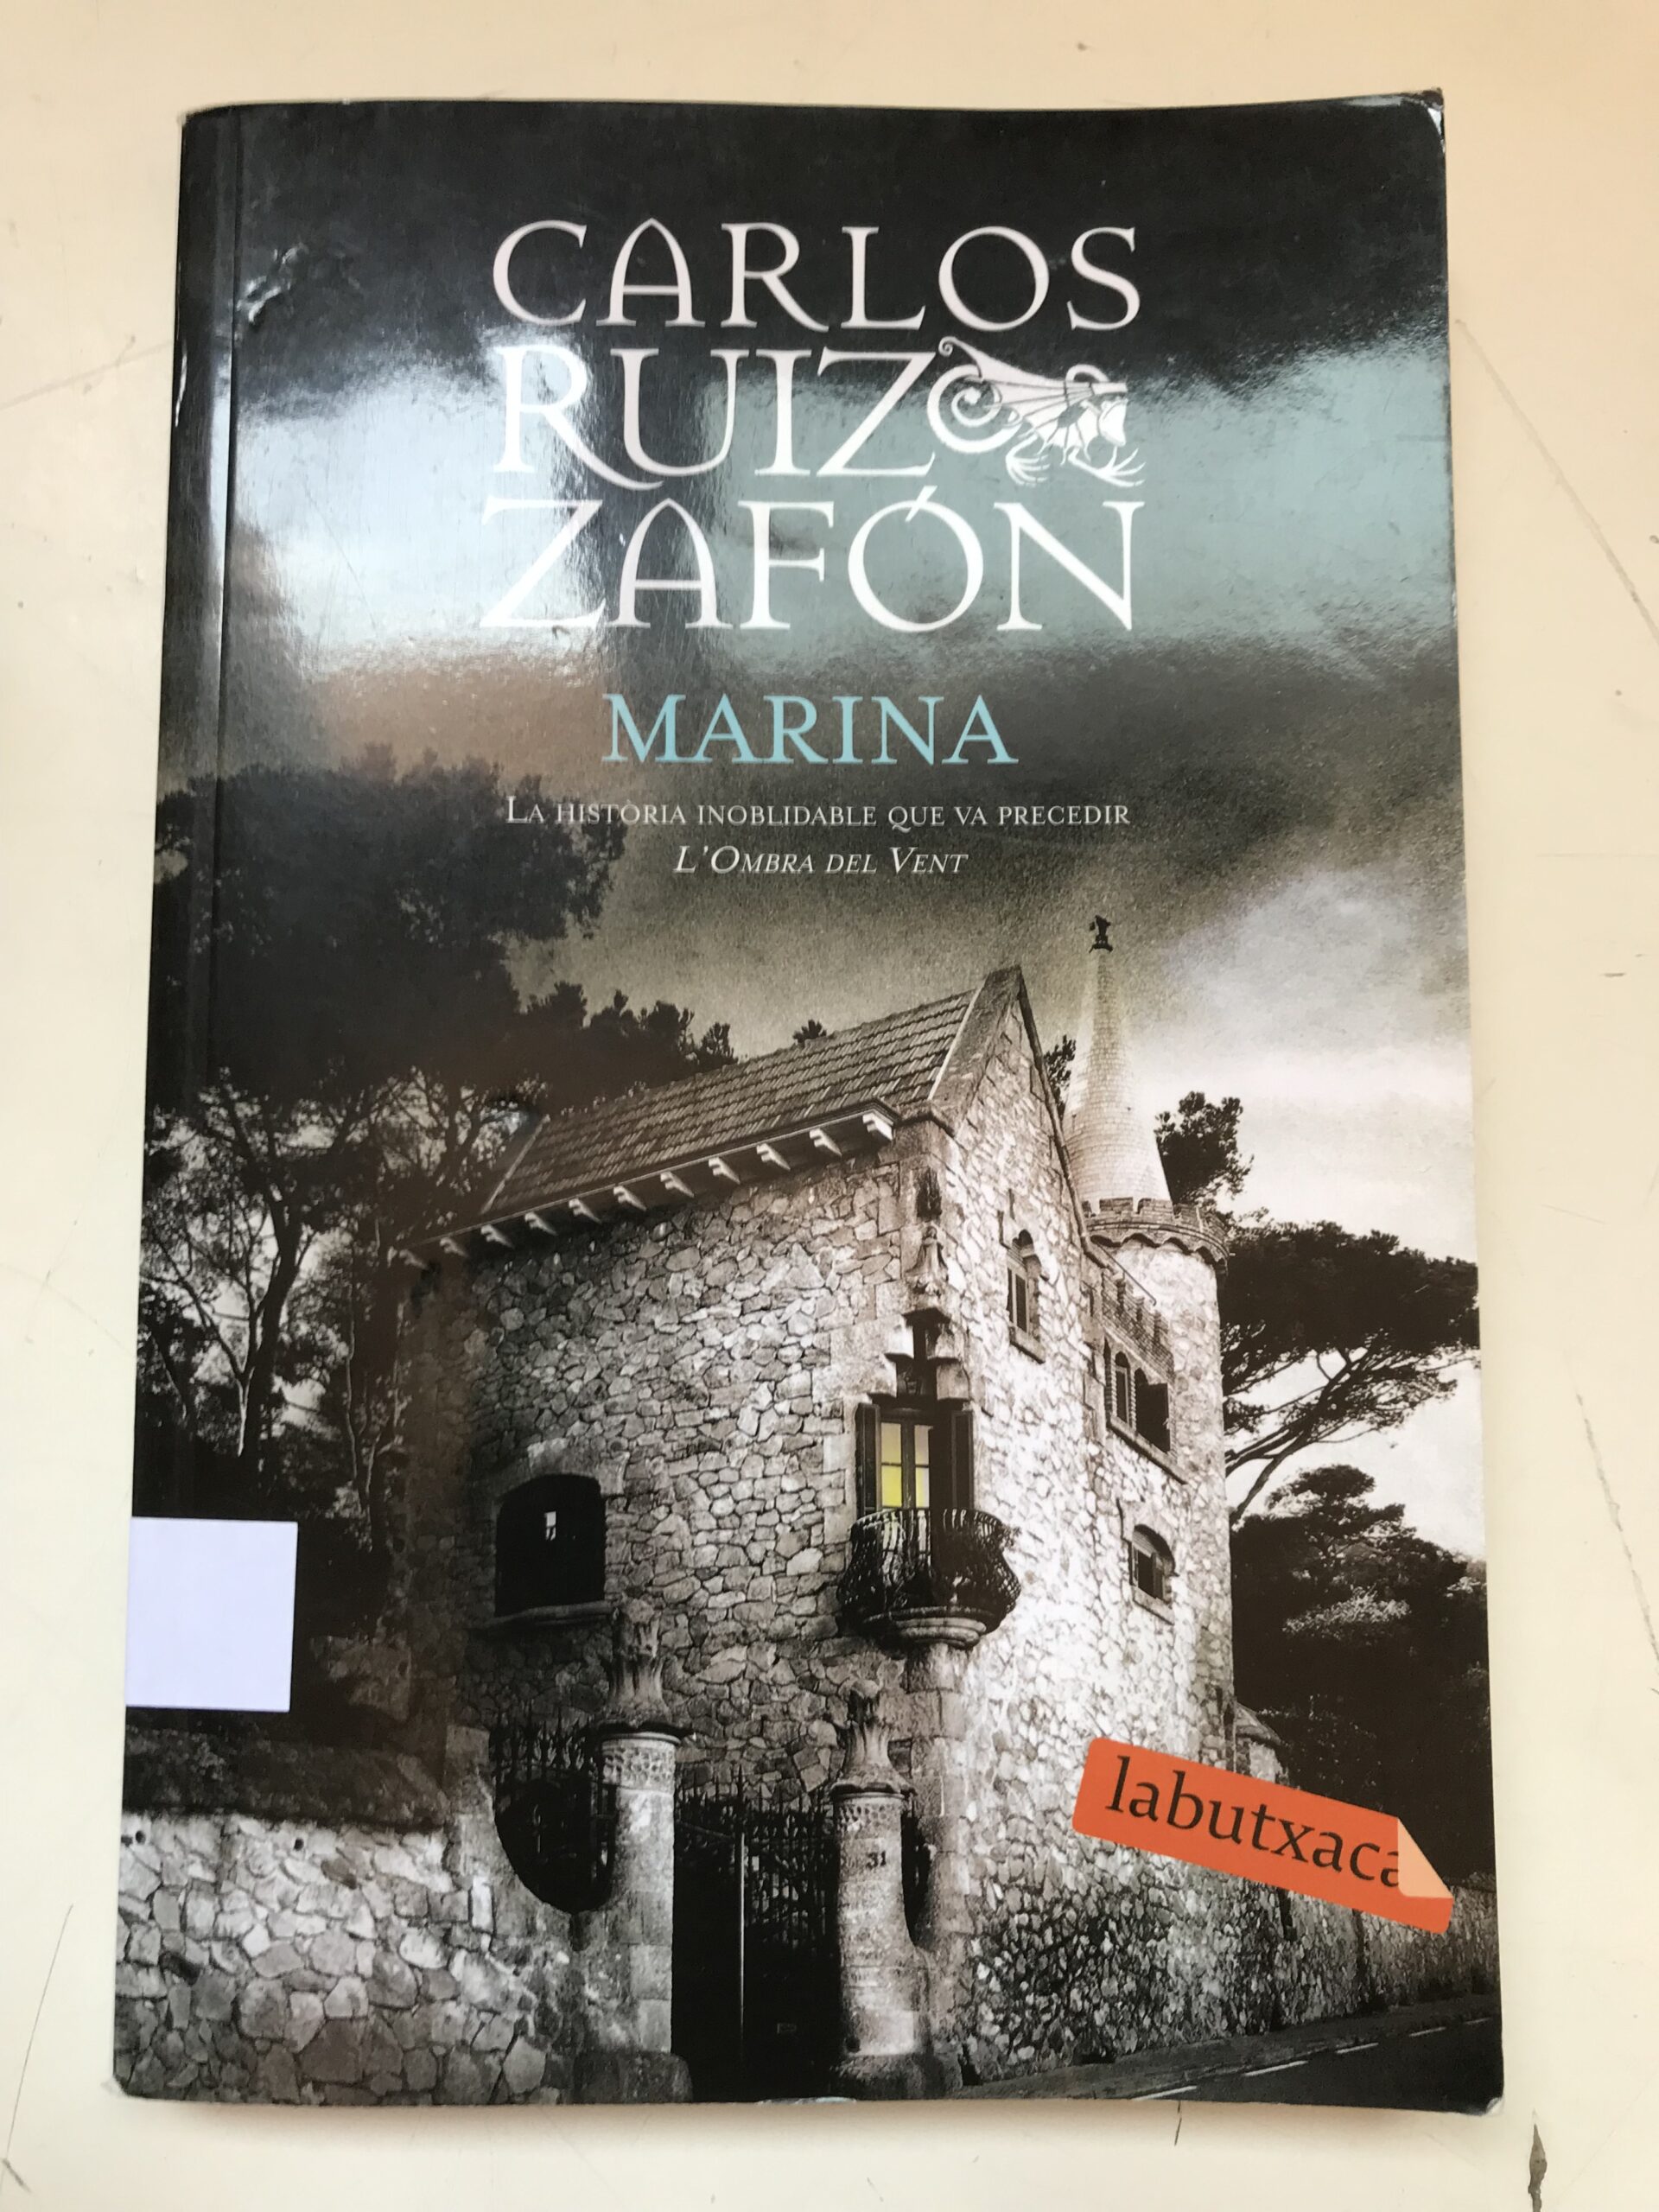 CARLOS
RUIZ
ZAFÓN
MARINA
LA HISTÒRIA INOBLIDABLE QUE VA PRECEDIR
L'OMBRA DEL VENT
31
labutxaca